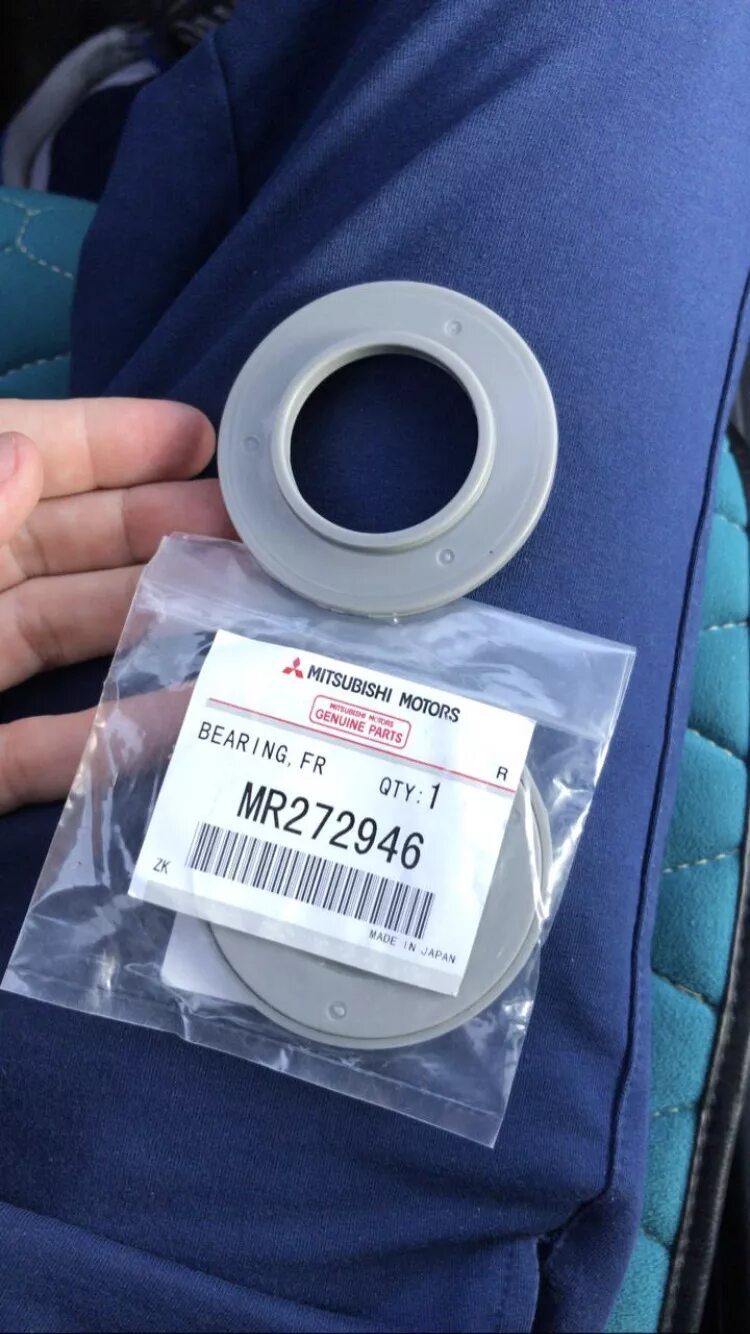 MITSUBISHI MOTORS
MITSUBISHI MOTORS
GENUINE PARTS
BEARING, FR
QTY: 1
R
MR272946
ZK
MADE IN JAPAN